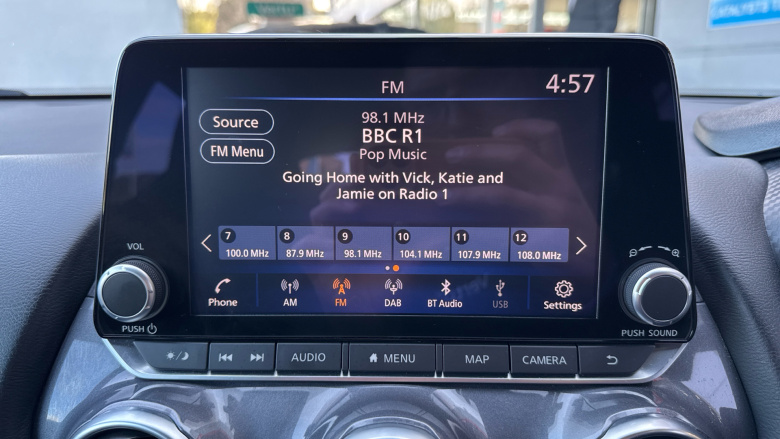 Vertu
CATALYSTS
FM
4:57
Source
98.1 MHz
FM Menu
BBC R1
Pop Music
Going Home with Vick, Katie and
Jamie on Radio 1
7 8 9 10 11 12
100.0 MHz 87.9 MHz 98.1 MHz 104.1 MHz 107.9 MHz 108.0 MHz
Phone AM FM DAB BT Audio USB Settings
VOL
PUSH
PUSH SOUND
AUDIO MENU MAP CAMERA